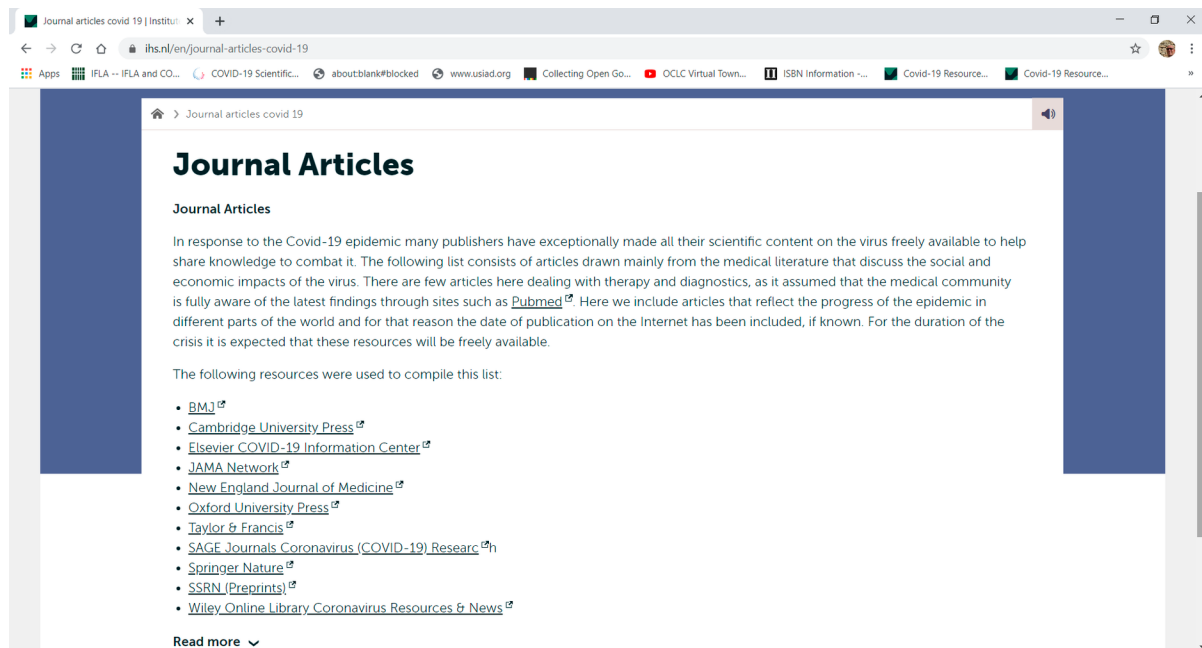 Journal articles covid 19 | Institut
ihs.nl/en/journal-articles-covid-19
Apps IFLA -- IFLA and CO... COVID-19 Scientific... about:blank#blocked www.usiad.org Collecting Open Go... OCLC Virtual Town... ISBN Information -... Covid-19 Resource... Covid-19 Resource... »
Journal articles covid 19
Journal Articles
Journal Articles
In response to the Covid-19 epidemic many publishers have exceptionally made all their scientific content on the virus freely available to help
share knowledge to combat it. The following list consists of articles drawn mainly from the medical literature that discuss the social and
economic impacts of the virus. There are few articles here dealing with therapy and diagnostics, as it assumed that the medical community
is fully aware of the latest findings through sites such as Pubmed. Here we include articles that reflect the progress of the epidemic in
different parts of the world and for that reason the date of publication on the Internet has been included, if known. For the duration of the
crisis it is expected that these resources will be freely available.
The following resources were used to compile this list:
• BMJ
• Cambridge University Press
• Elsevier COVID-19 Information Center
• JAMA Network
• New England Journal of Medicine
• Oxford University Press
• Taylor & Francis
• SAGE Journals Coronavirus (COVID-19) Research
• Springer Nature
• SSRN (Preprints)
• Wiley Online Library Coronavirus Resources & News
Read more